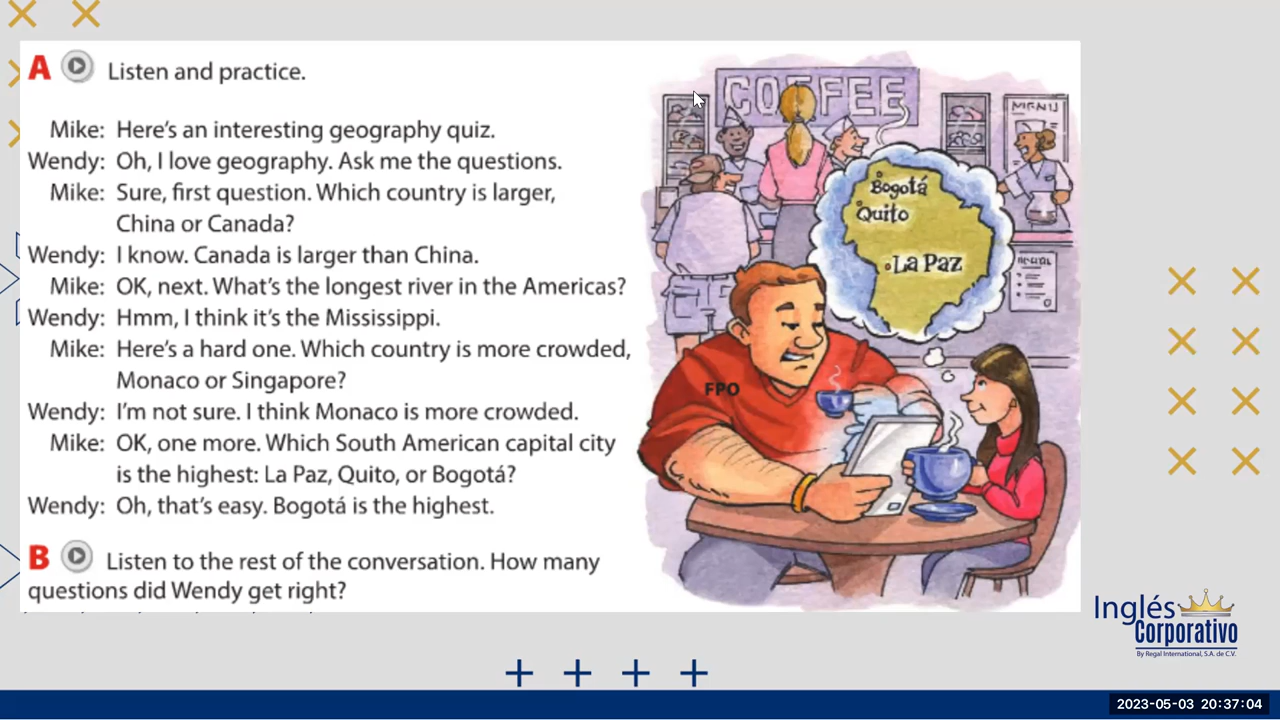 A Listen and practice.
Mike: Here's an interesting geography quiz.
Wendy: Oh, I love geography. Ask me the questions.
Mike: Sure, first question. Which country is larger,
China or Canada?
Wendy: I know. Canada is larger than China.
Mike: OK, next. What's the longest river in the Americas?
Wendy: Hmm, I think it's the Mississippi.
Mike: Here's a hard one. Which country is more crowded,
Monaco or Singapore?
Wendy: I'm not sure. I think Monaco is more crowded.
Mike: OK, one more. Which South American capital city
is the highest: La Paz, Quito, or Bogotá?
Wendy: Oh, that's easy. Bogotá is the highest.
B Listen to the rest of the conversation. How many
questions did Wendy get right?
COFFEE
MENU
Bogotá
Quito
La Paz
FPO
Inglés
Corporativo
By Regal International, S.A. de C.V.
2023-05-03 20:37:04